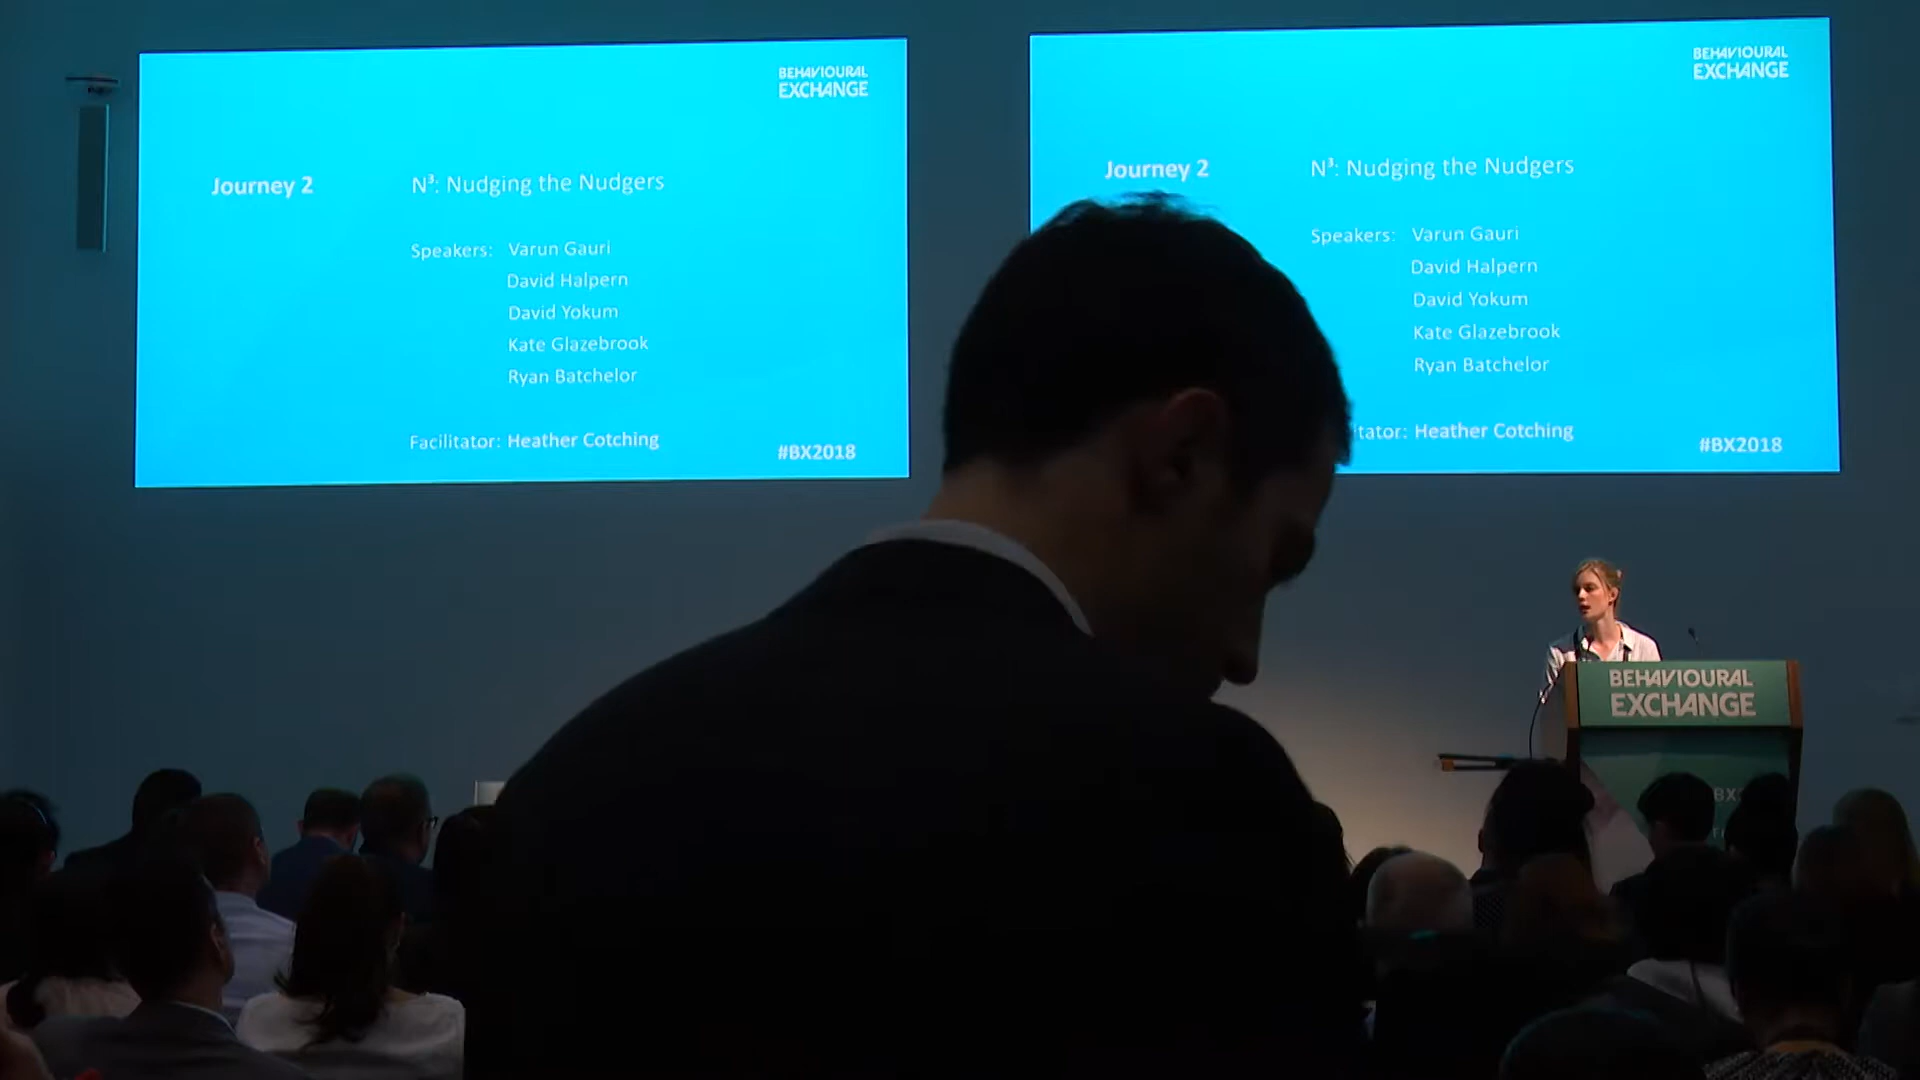 BEHAVIOURAL
EXCHANGE
Journey 2
N³: Nudging the Nudgers
Speakers: Varun Gauri
David Halpern
David Yokum
Kate Glazebrook
Ryan Batchelor
Facilitator: Heather Cotching
#BX2018
BEHAVIOURAL
EXCHANGE
Journey 2
N³: Nudging the Nudgers
Speakers: Varun Gauri
David Halpern
David Yokum
Kate Glazebrook
Ryan Batchelor
tator: Heather Cotching
#BX2018
BEHAVIOURAL
EXCHANGE
BX